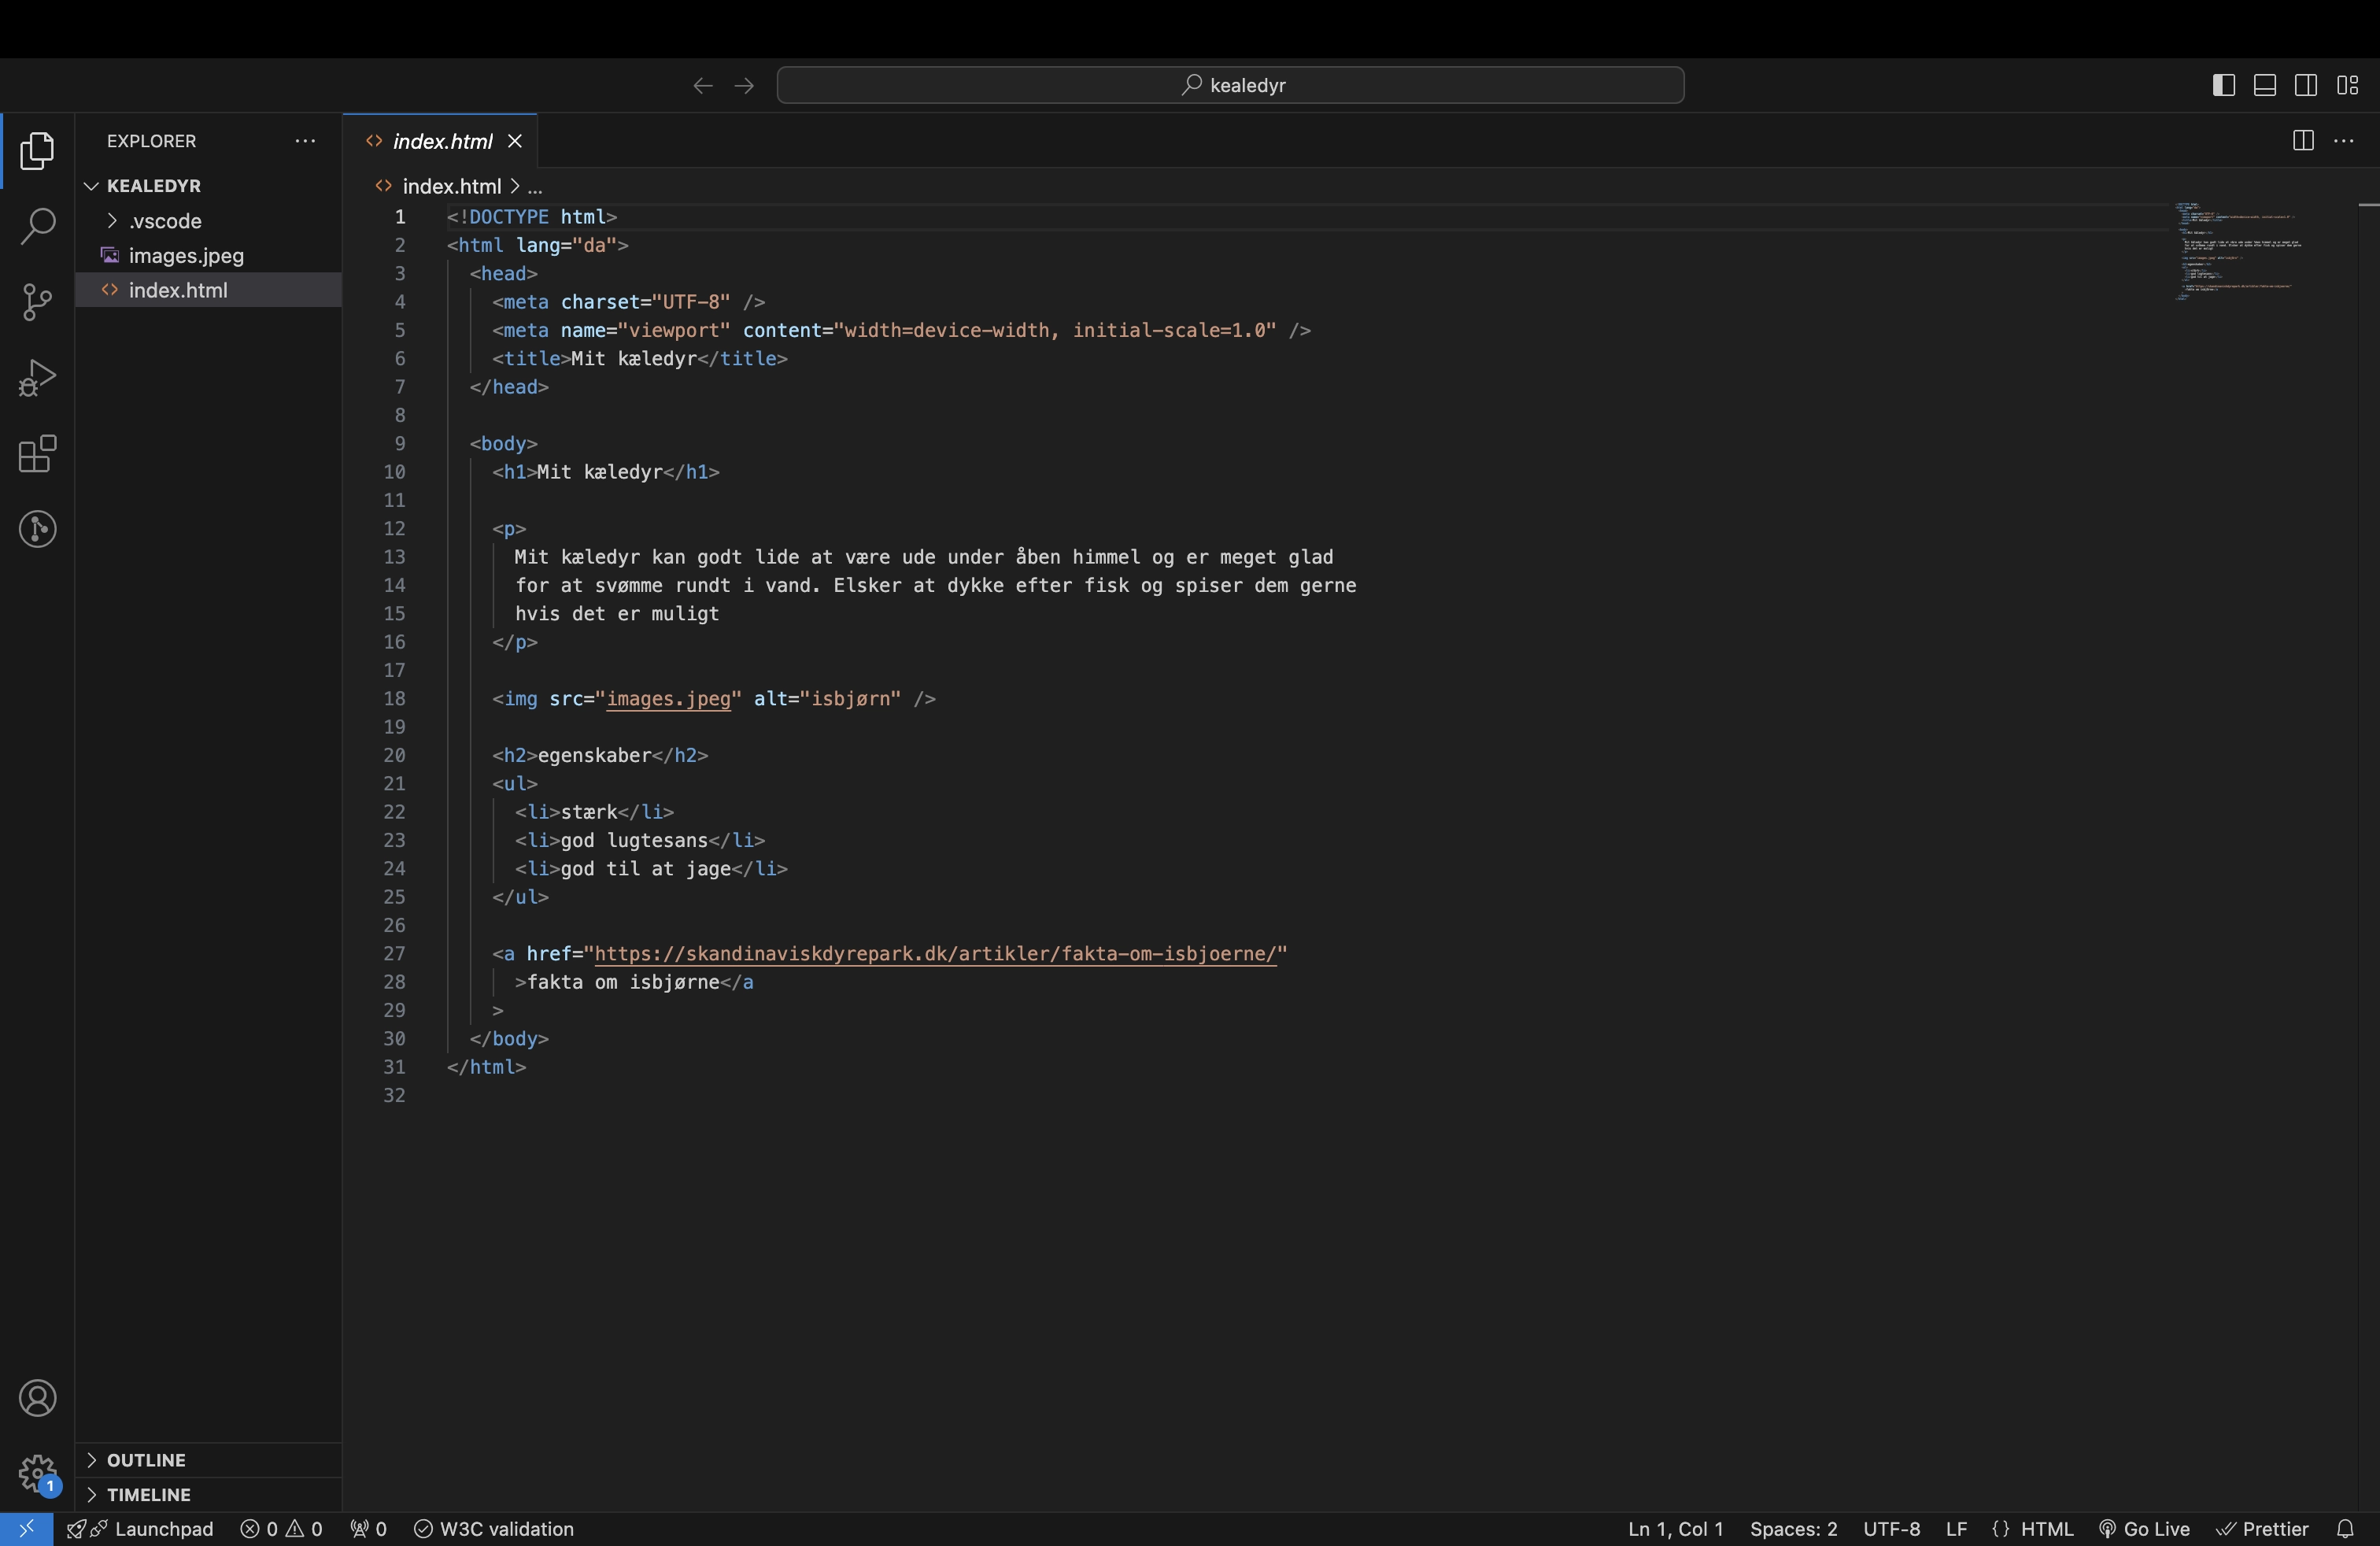 kealedyr
EXPLORER
index.html
KEALEDYR
.vscode
images.jpeg
index.html
OUTLINE
TIMELINE
index.html > ...
1 <!DOCTYPE html>
2 <html lang="da">
3 <head>
4 <meta charset="UTF-8" />
5 <meta name="viewport" content="width=device-width, initial-scale=1.0" />
6 <title>Mit kæledyr</title>
7 </head>
8
9 <body>
10 <h1>Mit kæledyr</h1>
11
12 <p>
13 Mit kæledyr kan godt lide at være ude under åben himmel og er meget glad
14 for at svømme rundt i vand. Elsker at dykke efter fisk og spiser dem gerne
15 hvis det er muligt
16 </p>
17
18 <img src="images.jpeg" alt="isbjørn" />
19
20 <h2>egenskaber</h2>
21 <ul>
22 <li>stærk</li>
23 <li>god lugtesans</li>
24 <li>god til at jage</li>
25 </ul>
26
27 <a href="https://skandinaviskdyrepark.dk/artikler/fakta-om-isbjoerne/"
28 >fakta om isbjørne</a
29 >
30 </body>
31 </html>
32
1
Launchpad 0 0 0 W3C validation Ln 1, Col 1 Spaces: 2 UTF-8 LF {} HTML Go Live Prettier